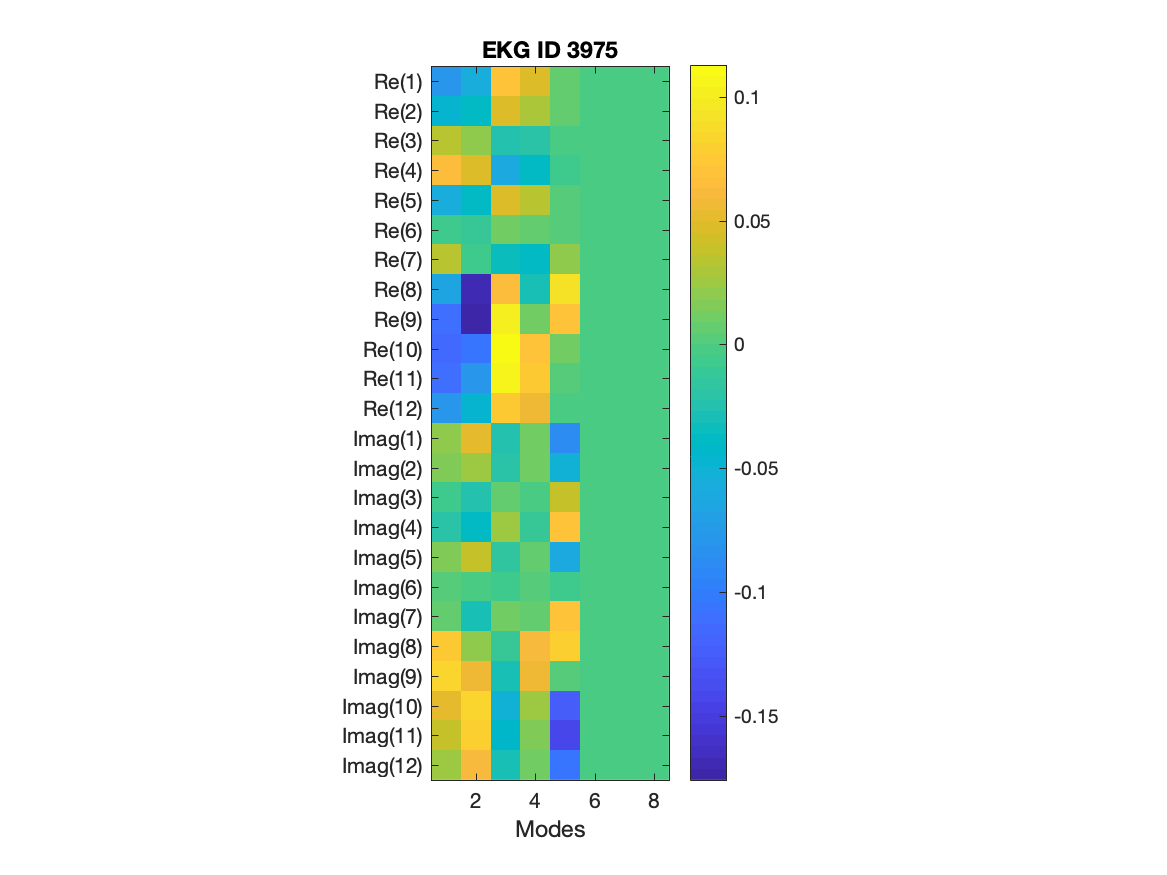 EKG ID 3975
Re(1)
Re(2)
Re(3)
Re(4)
Re(5)
Re(6)
Re(7)
Re(8)
Re(9)
Re(10)
Re(11)
Re(12)
Imag(1)
Imag(2)
Imag(3)
Imag(4)
Imag(5)
Imag(6)
Imag(7)
Imag(8)
Imag(9)
Imag(10)
Imag(11)
Imag(12)
2 4 6 8
Modes
0.1
0.05
0
-0.05
-0.1
-0.15